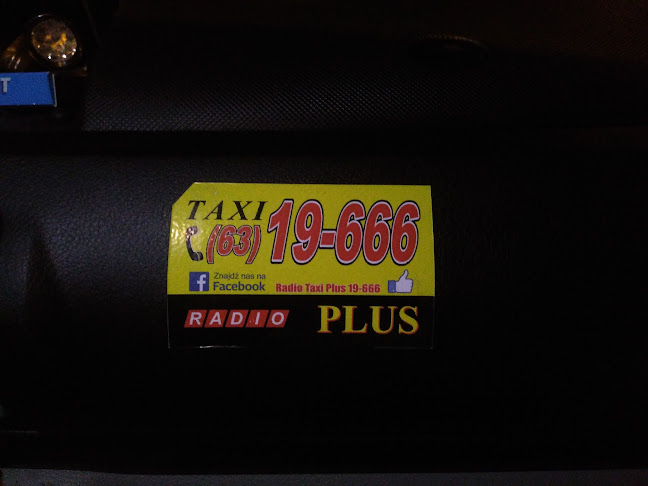 T
TAXI
(63) 19-666
Znajdź nas na
Facebook
Radio Taxi Plus 19-666
RADIO PLUS